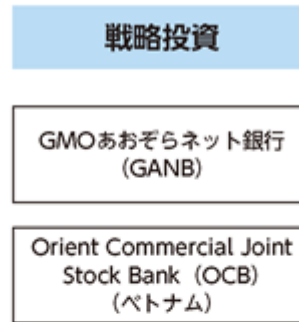 戦略投資
GMOあおぞらネット銀行
（GANB）
Orient Commercial Joint
Stock Bank（OCB）
（ベトナム）